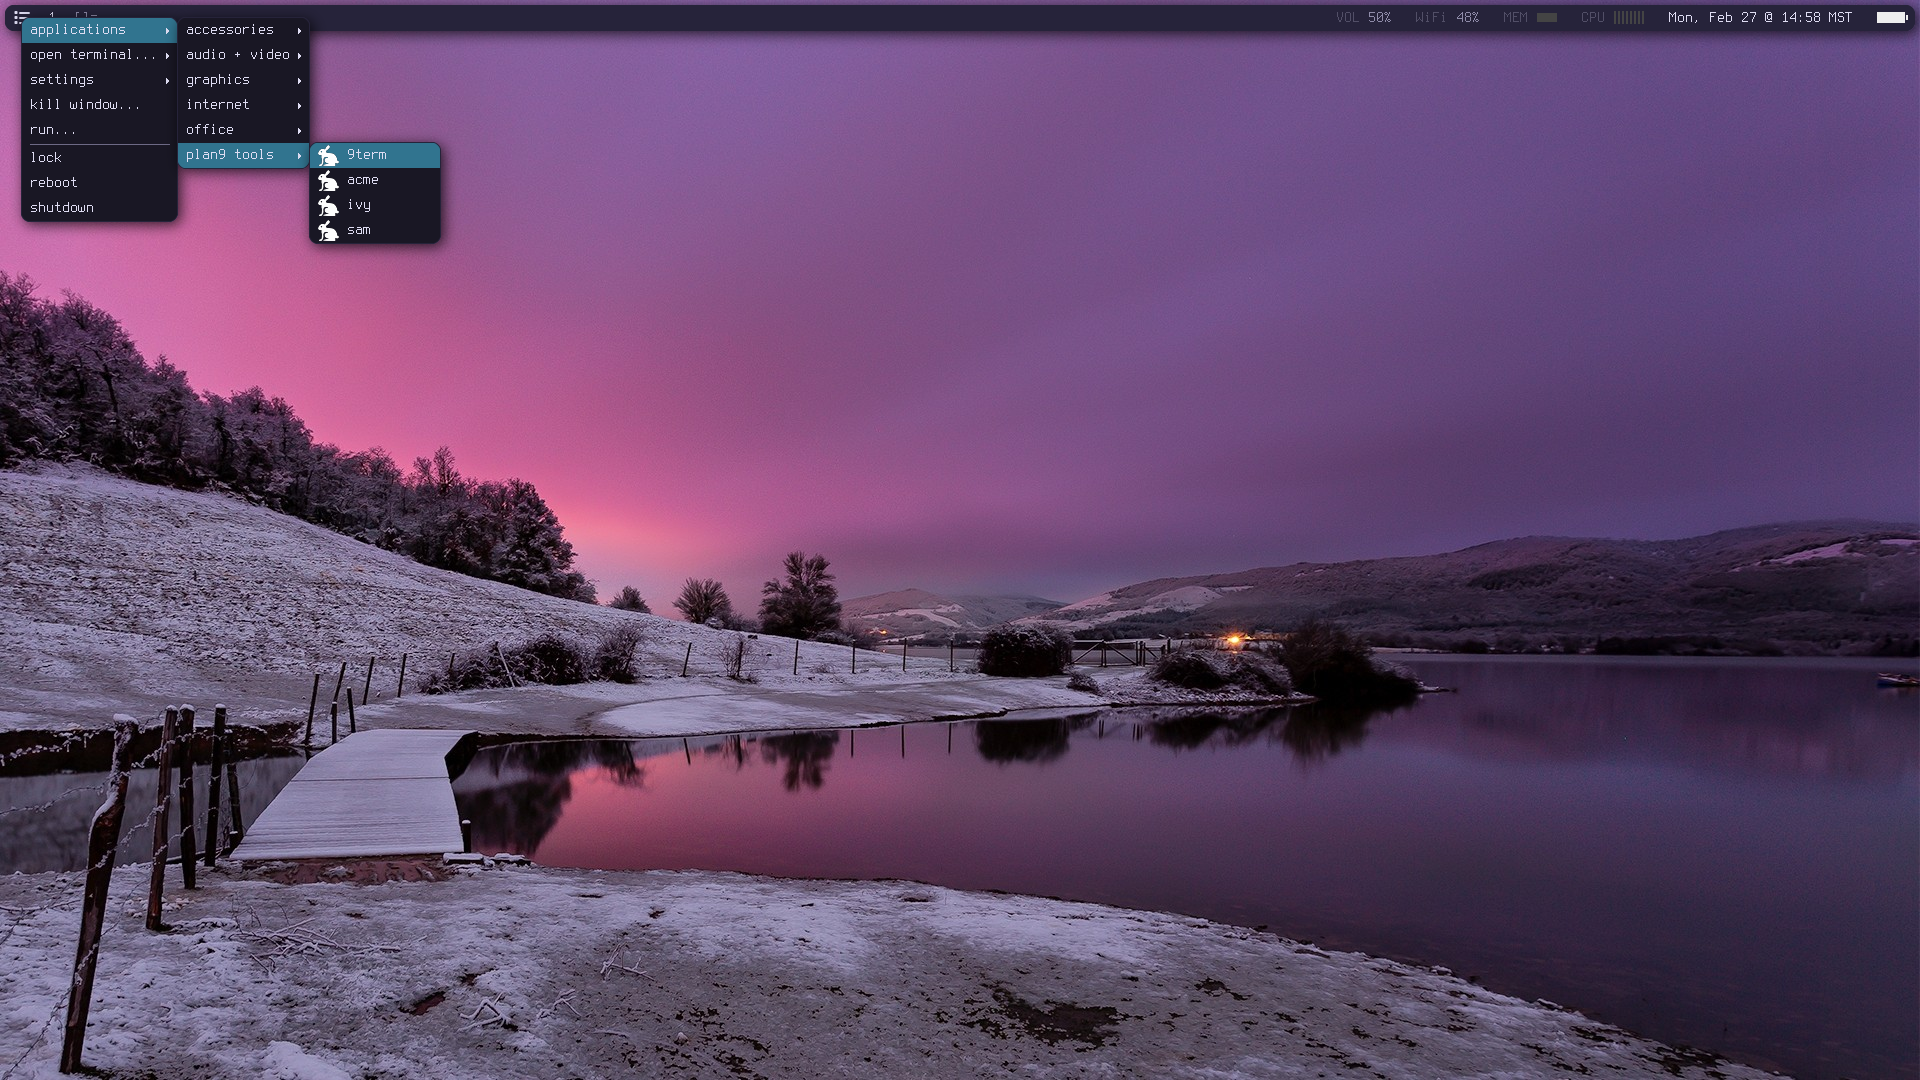 VOL 50% WiFi 48% MEM CPU Mon, Feb 27 @ 14:58 MST
applications
open terminal...
settings
kill window...
run...
lock
reboot
shutdown
accessories
audio + video
graphics
internet
office
plan9 tools
9term
acme
ivy
sam